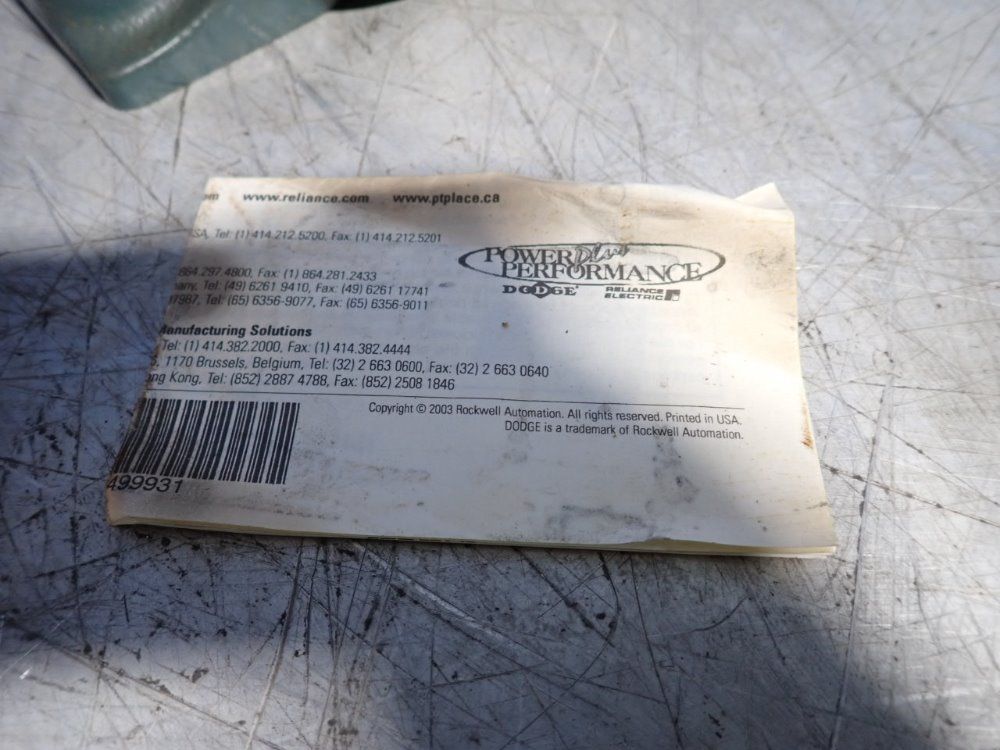 om www.reliance.com www.ptplace.ca
SA, Tel: (1) 414.212.5200, Fax: (1) 414.212.5201
POWER Plus
PERFORMANCE
DODGE RELIANCE
ELECTRIC
864.297.4800, Fax: (1) 864.281.2433
many, Tel: (49) 6261 9410, Fax: (49) 6261 17741
17987, Tel: (65) 6356-9077, Fax: (65) 6356-9011
Manufacturing Solutions
Tel: (1) 414.382.2000, Fax: (1) 414.382.4444
1170 Brussels, Belgium, Tel: (32) 2 663 0600, Fax: (32) 2 663 0640
ong Kong, Tel: (852) 2887 4788, Fax: (852) 2508 1846
Copyright © 2003 Rockwell Automation. All rights reserved. Printed in USA.
DODGE is a trademark of Rockwell Automation.
499931